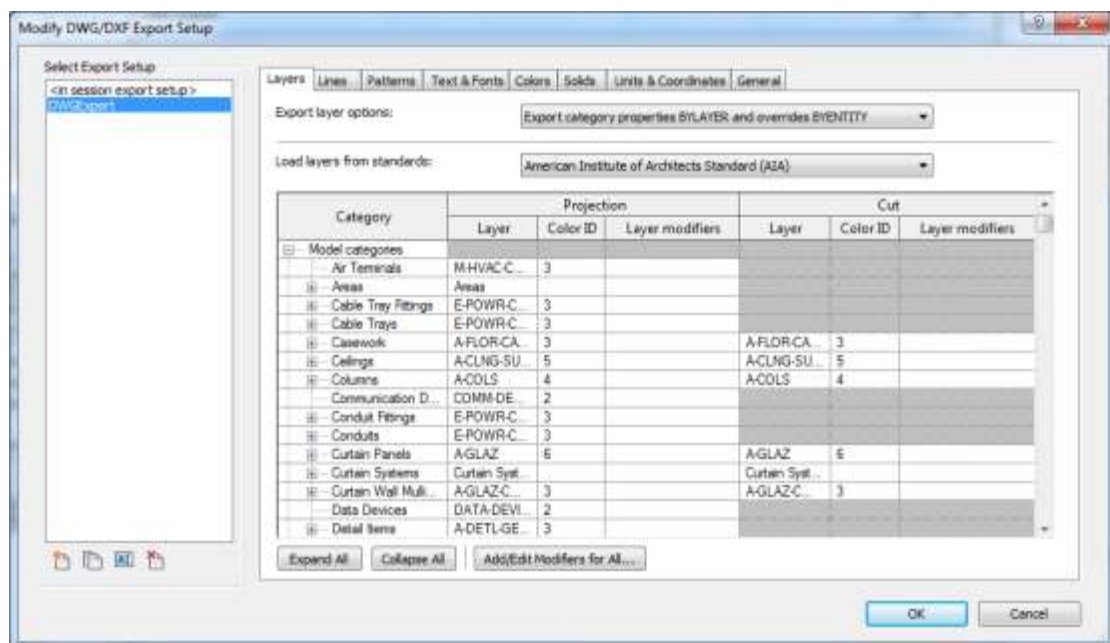 Modify DWG/DXF Export Setup
Select Export Setup
<in session export setup>
DWGExport
Layers Lines Patterns Text & Fonts Colors Solids Units & Coordinates General
Export layer options: Export category properties BYLAYER and overrides BYENTITY
Load layers from standards: American Institute of Architects Standard (AIA)
Category Projection Cut
Layer Color ID Layer modifiers Layer Color ID Layer modifiers
Model categories
Air Terminals M-HVAC-C... 3
Areas Areas
Cable Tray Fittings E-POWR-C... 3
Cable Trays E-POWR-C... 3
Casework A-FLOR-CA... 3 A-FLOR-CA... 3
Ceilings A-CLNG-SU... 5 A-CLNG-SU... 5
Columns A-COLS 4 A-COLS 4
Communication D... COMM-DE... 2
Conduit Fittings E-POWR-C... 3
Conduits E-POWR-C... 3
Curtain Panels A-GLAZ 6 A-GLAZ 6
Curtain Systems Curtain Syst... Curtain Syst...
Curtain Wall Mulli... A-GLAZ-C... 3 A-GLAZ-C... 3
Data Devices DATA-DEVI... 2
Detail Items A-DETL-GE... 3
Expand All Collapse All Add/Edit Modifiers for All...
OK Cancel